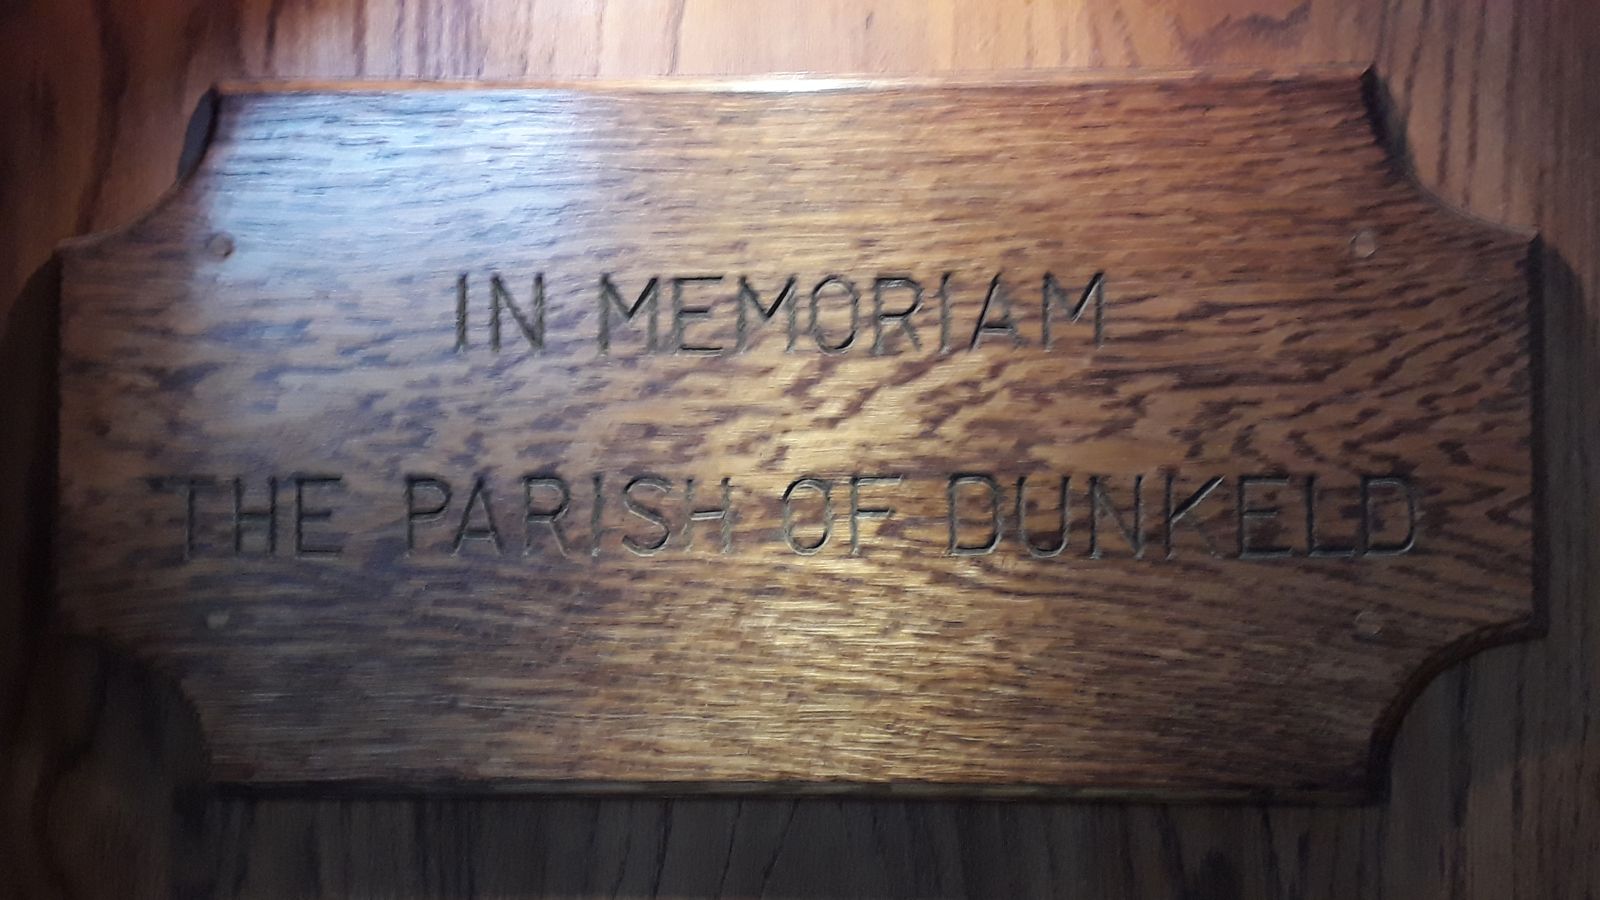 IN MEMORIAM
THE PARISH OF DUNKELD